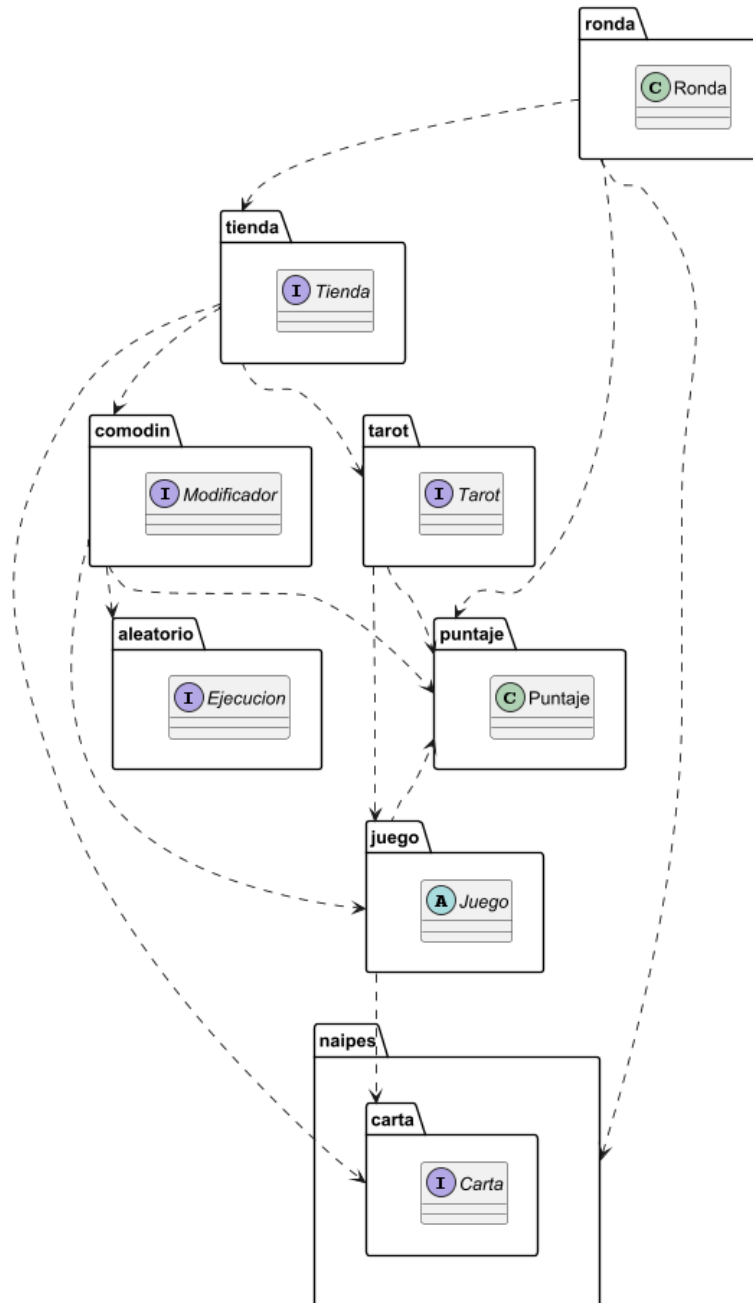 ronda
C Ronda
tienda
I Tienda
comodin
I Modificador
tarot
I Tarot
aleatorio
I Ejecucion
puntaje
C Puntaje
juego
A Juego
naipes
carta
I Carta